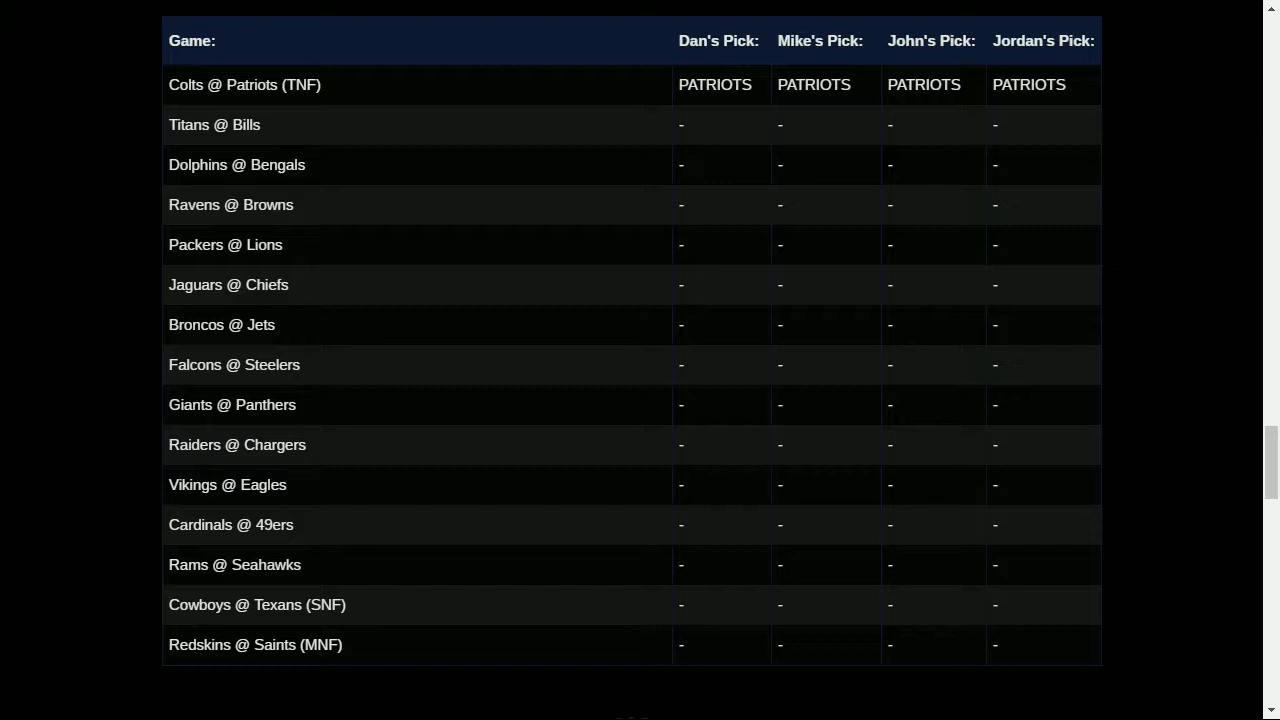 Game: Dan's Pick: Mike's Pick: John's Pick: Jordan's Pick:
Colts @ Patriots (TNF) PATRIOTS PATRIOTS PATRIOTS PATRIOTS
Titans @ Bills - - - -
Dolphins @ Bengals - - - -
Ravens @ Browns - - - -
Packers @ Lions - - - -
Jaguars @ Chiefs - - - -
Broncos @ Jets - - - -
Falcons @ Steelers - - - -
Giants @ Panthers - - - -
Raiders @ Chargers - - - -
Vikings @ Eagles - - - -
Cardinals @ 49ers - - - -
Rams @ Seahawks - - - -
Cowboys @ Texans (SNF) - - - -
Redskins @ Saints (MNF) - - - -